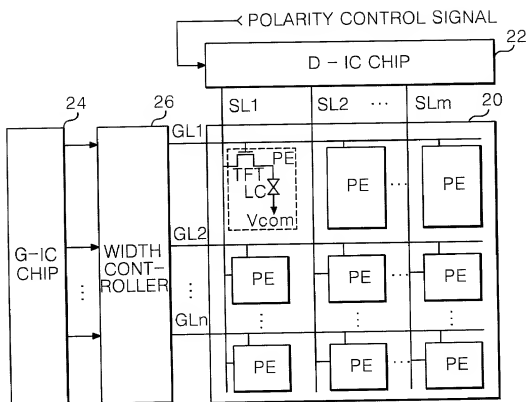 POLARITY CONTROL SIGNAL
22
D-IC CHIP
24
26
SL1 SL2 ··· SLm
20
GL1
PE
TFT
LC
Vcom
PE ··· PE
G-IC CHIP
WIDTH CONT-ROLLER
GL2
PE PE ··· PE
GLn
PE PE ··· PE